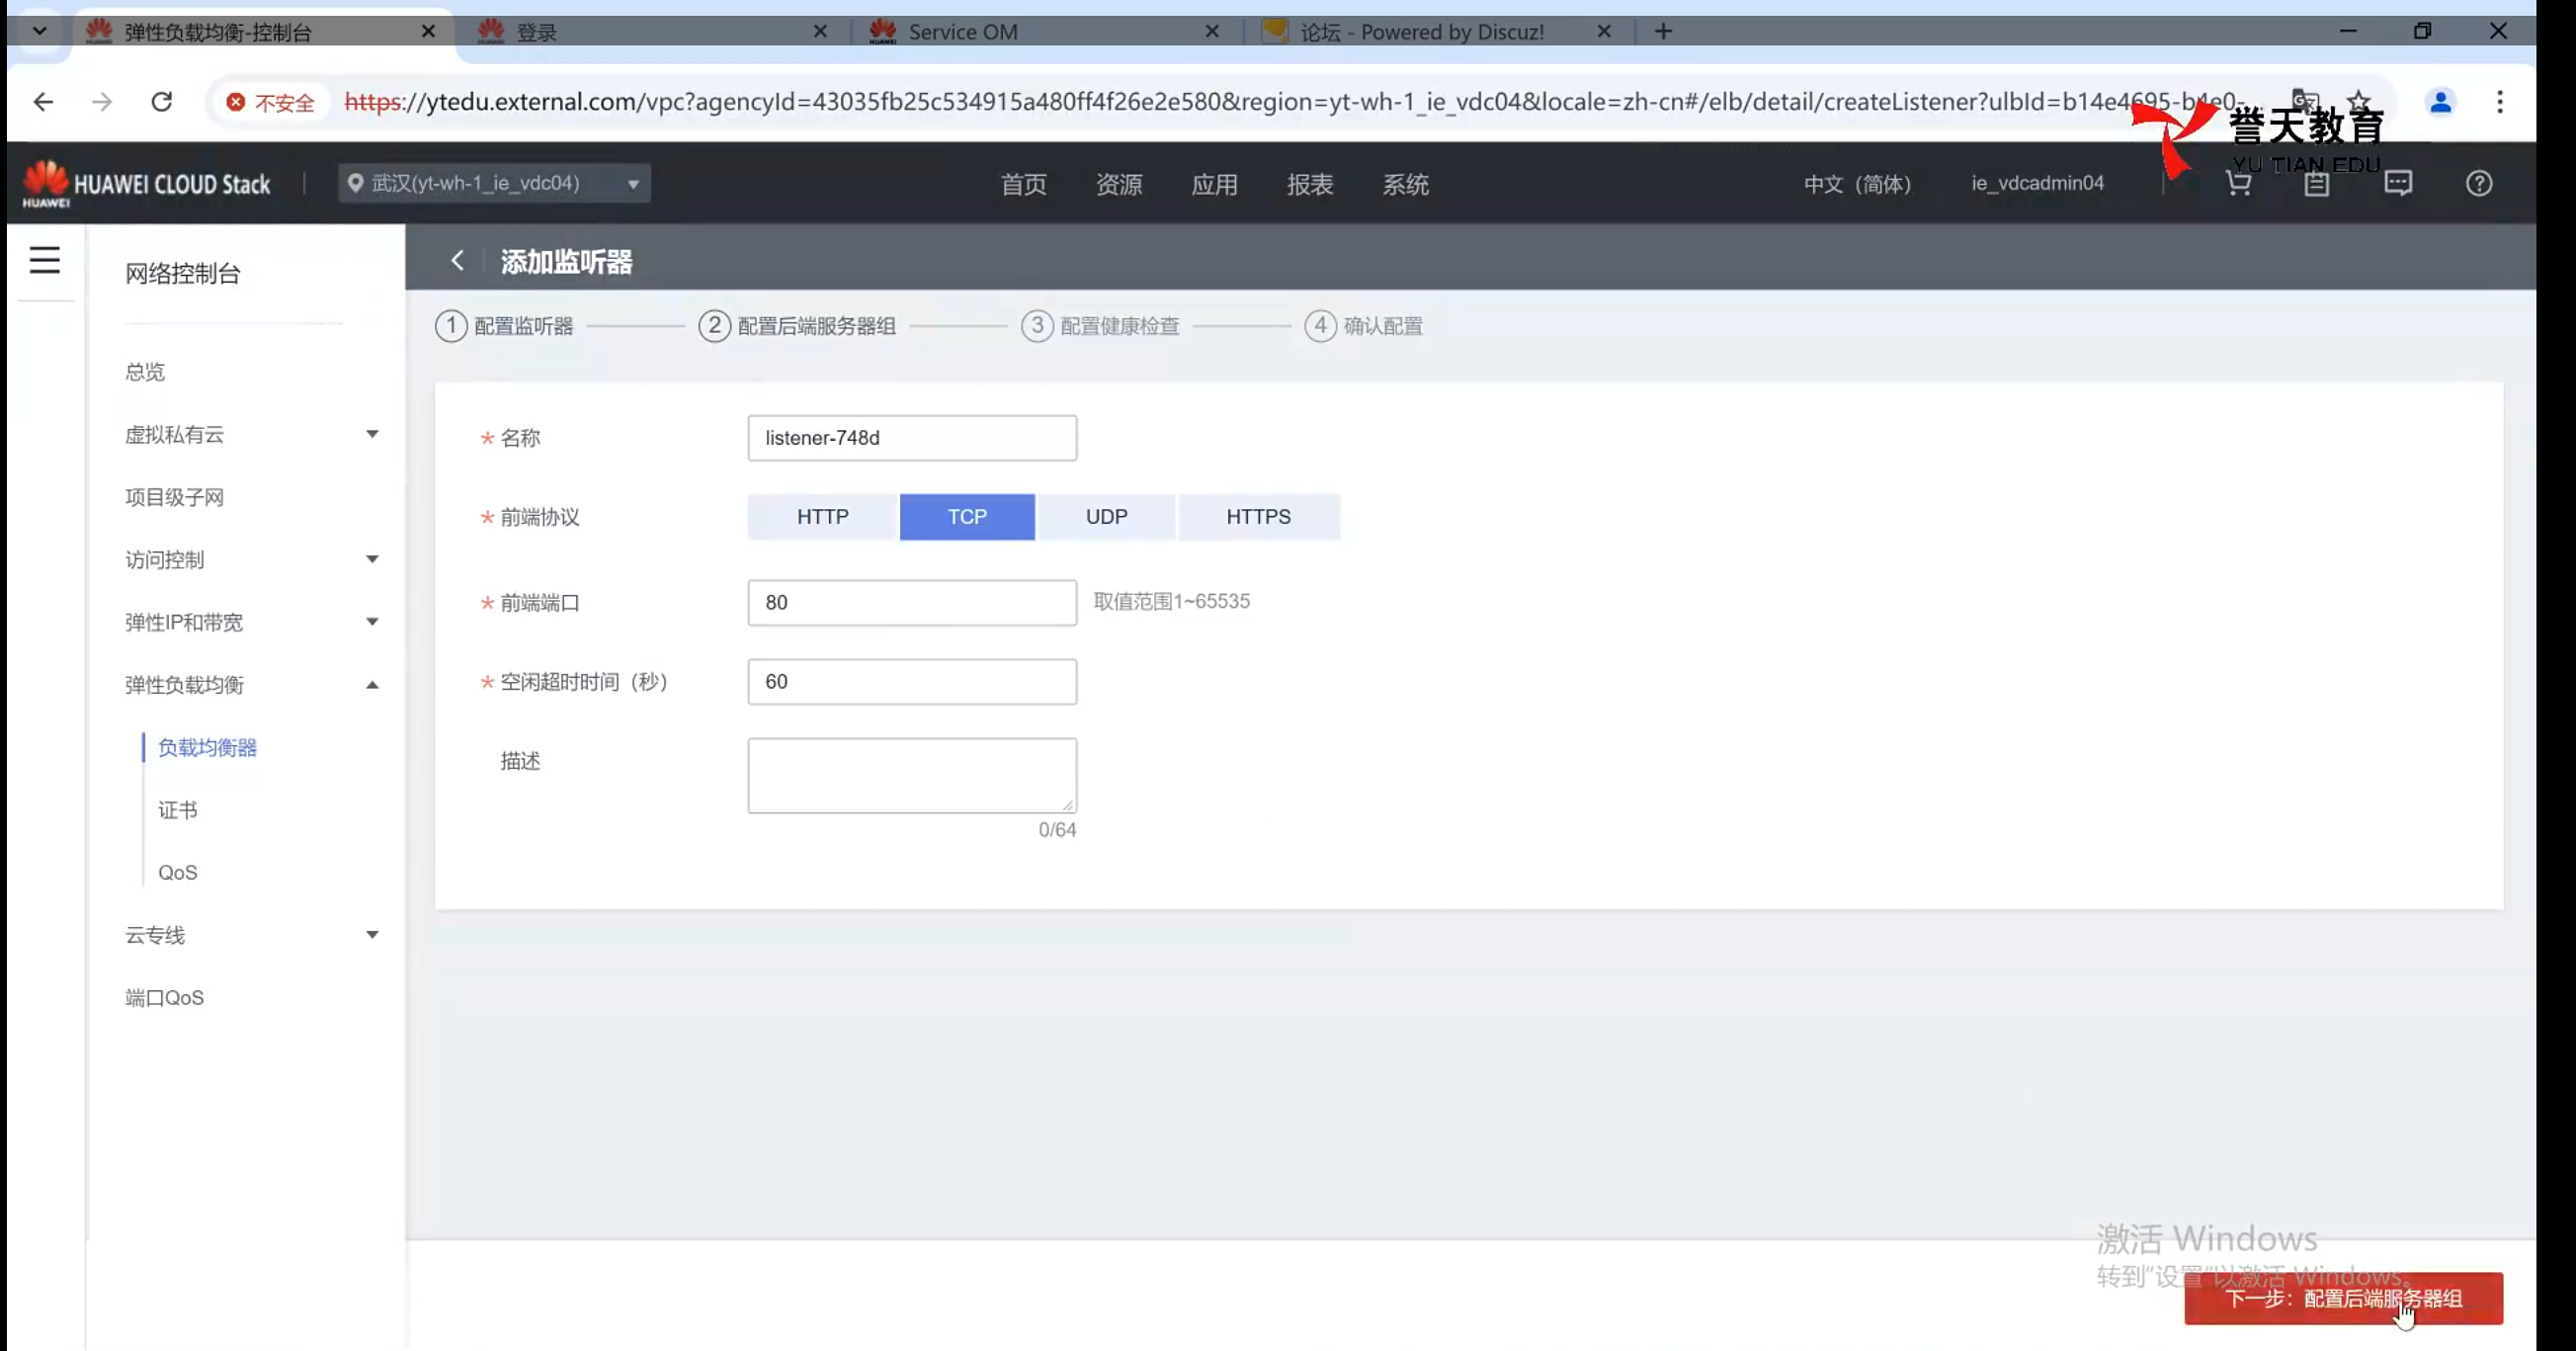 弹性负载均衡-控制台
登录
Service OM
论坛 - Powered by Discuz!
不安全
https://ytedu.external.com/vpc?agencyId=43035fb25c534915a480ff4f26e2e580&region=yt-wh-1_ie_vdc04&locale=zh-cn#/elb/detail/createListener?ulbId=b14e4695-b4e0-...
誉天教育
YU TIAN EDU
HUAWEI
HUAWEI CLOUD Stack
武汉(yt-wh-1_ie_vdc04)
首页
资源
应用
报表
系统
中文（简体）
ie_vdcadmin04
网络控制台
总览
虚拟私有云
项目级子网
访问控制
弹性IP和带宽
弹性负载均衡
负载均衡器
证书
QoS
云专线
端口QoS
添加监听器
1 配置监听器
2 配置后端服务器组
3 配置健康检查
4 确认配置
* 名称
listener-748d
* 前端协议
HTTP
TCP
UDP
HTTPS
* 前端端口
80
取值范围1~65535
* 空闲超时时间（秒）
60
描述
0/64
激活 Windows
转到"设置"以激活 Windows。
下一步：配置后端服务器组